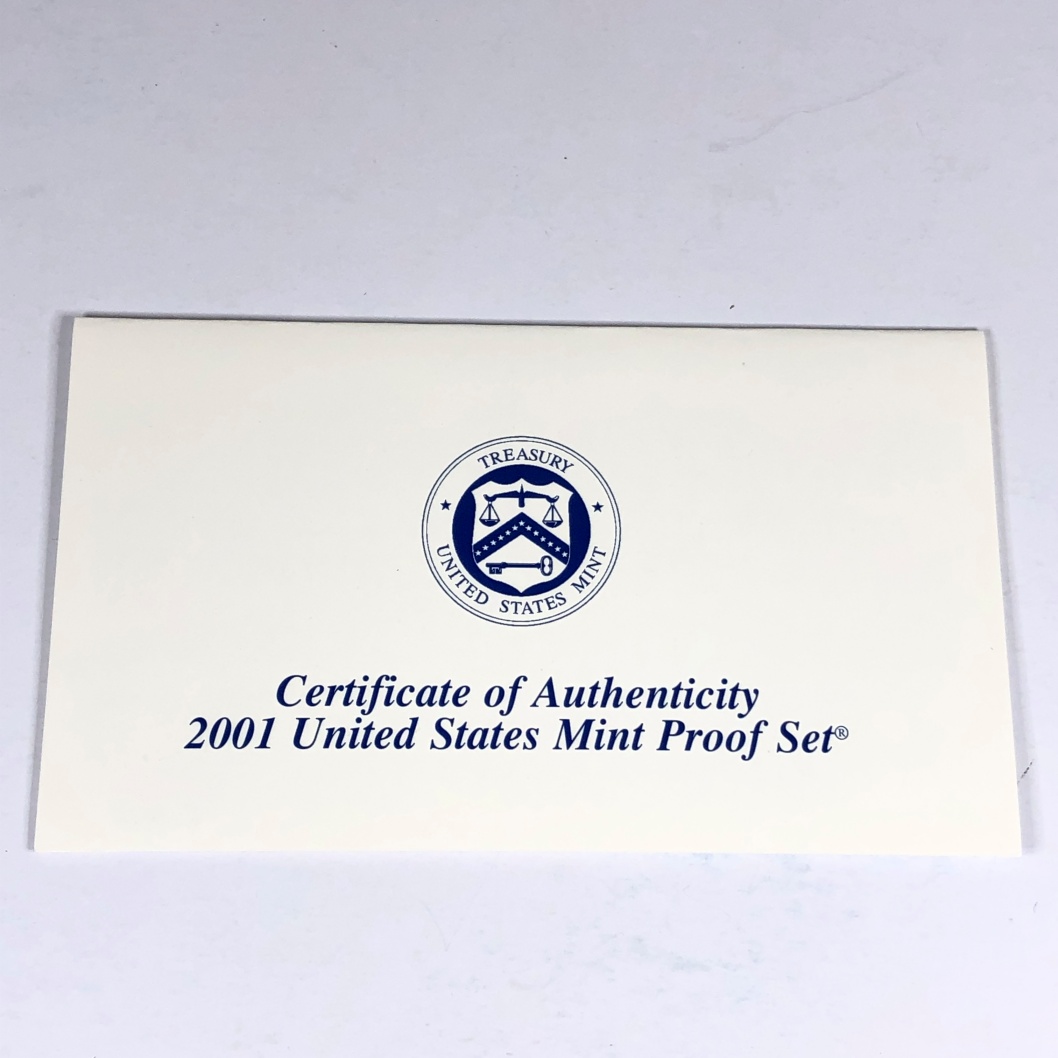 TREASURY
UNITED STATES MINT
Certificate of Authenticity
2001 United States Mint Proof Set®